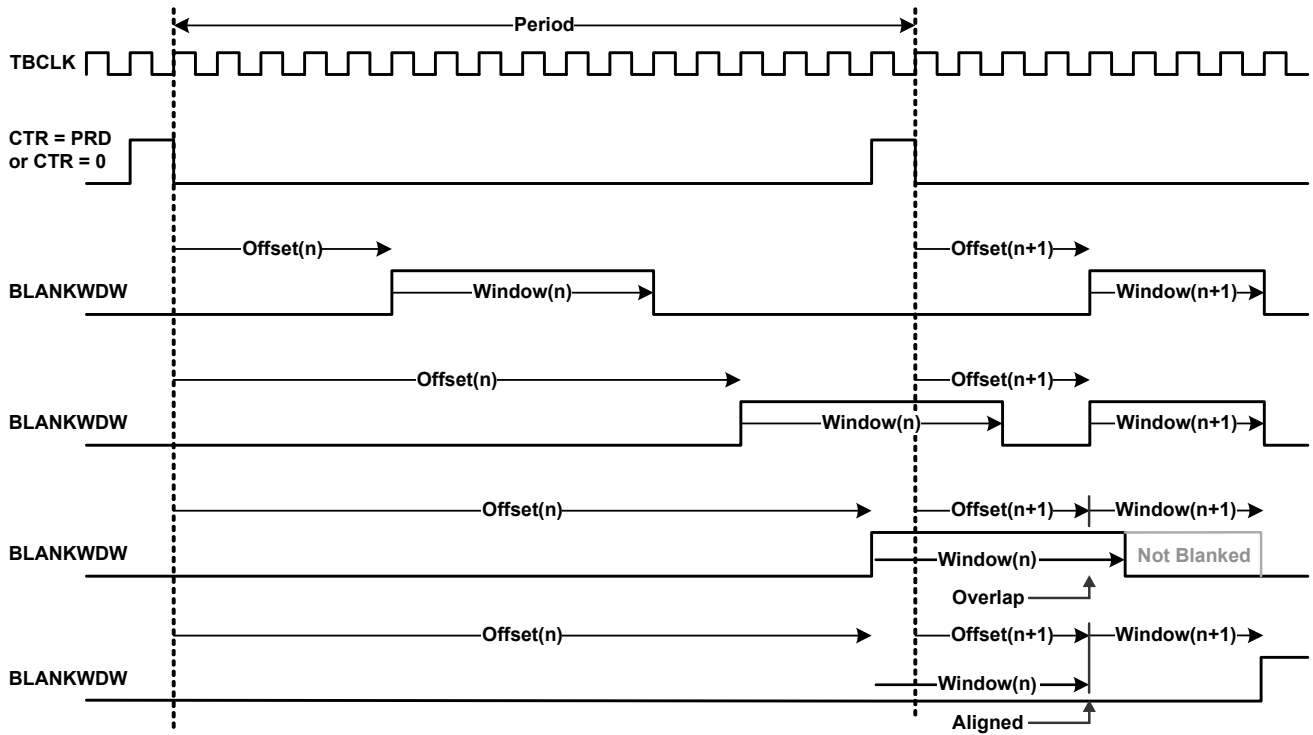 Period
TBCLK
CTR = PRD
or CTR = 0
Offset(n)
Offset(n+1)
BLANKWDW
Window(n)
Window(n+1)
Offset(n)
Offset(n+1)
BLANKWDW
Window(n)
Window(n+1)
Offset(n)
Offset(n+1)
Window(n+1)
BLANKWDW
Window(n)
Not Blanked
Overlap
Offset(n)
Offset(n+1)
Window(n+1)
BLANKWDW
Window(n)
Aligned